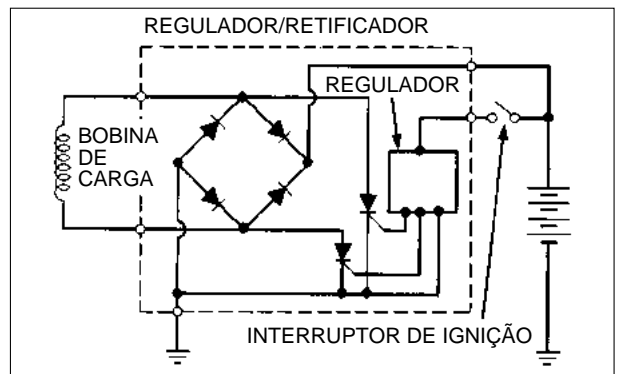 REGULADOR/RETIFICADOR
REGULADOR
BOBINA
DE
CARGA
INTERRUPTOR DE IGNIÇÃO